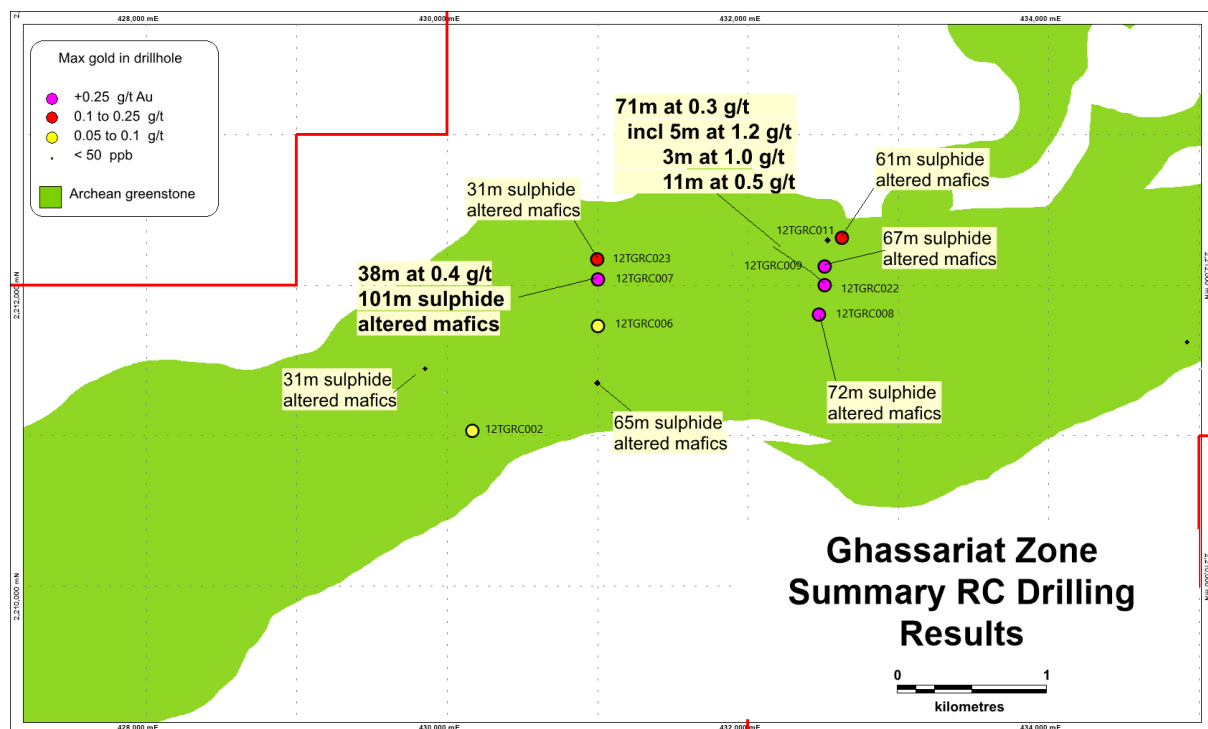 2,
428,000 mE
430,000 mE
432,000 mE
434,000 mE
Max gold in drillhole
+0.25 g/t Au
0.1 to 0.25 g/t
0.05 to 0.1 g/t
< 50 ppb
Archean greenstone
71m at 0.3 g/t
incl 5m at 1.2 g/t
3m at 1.0 g/t
11m at 0.5 g/t
31m sulphide
altered mafics
61m sulphide
altered mafics
12TGRC011
67m sulphide
altered mafics
12TGRC023
12TGRC009
38m at 0.4 g/t
101m sulphide
altered mafics
12TGRC007
12TGRC022
12TGRC006
12TGRC008
2,212,000 mN
31m sulphide
altered mafics
72m sulphide
altered mafics
12TGRC002
65m sulphide
altered mafics
Ghassariat Zone
Summary RC Drilling
Results
2,210,000 mN
0 1
kilometres
428,000 mE
430,000 mE
432,000 mE
434,000 mE